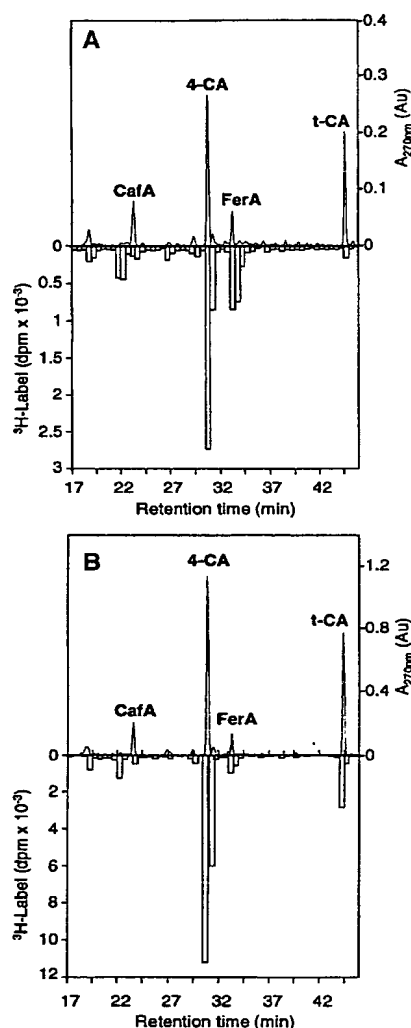 A
0.4
4-CA
0.3
t-CA
0.2
CafA
FerA
0.1
0
0
0.5
1
1.5
2
2.5
3
A270nm (Au)
³H-Label (dpm x 10⁻³)
17 22 27 32 37 42
Retention time (min)
B
4-CA
1.2
t-CA
0.8
CafA
FerA
0.4
0
0
2
4
6
8
10
12
A270nm (Au)
³H-Label (dpm x 10⁻³)
17 22 27 32 37 42
Retention time (min)